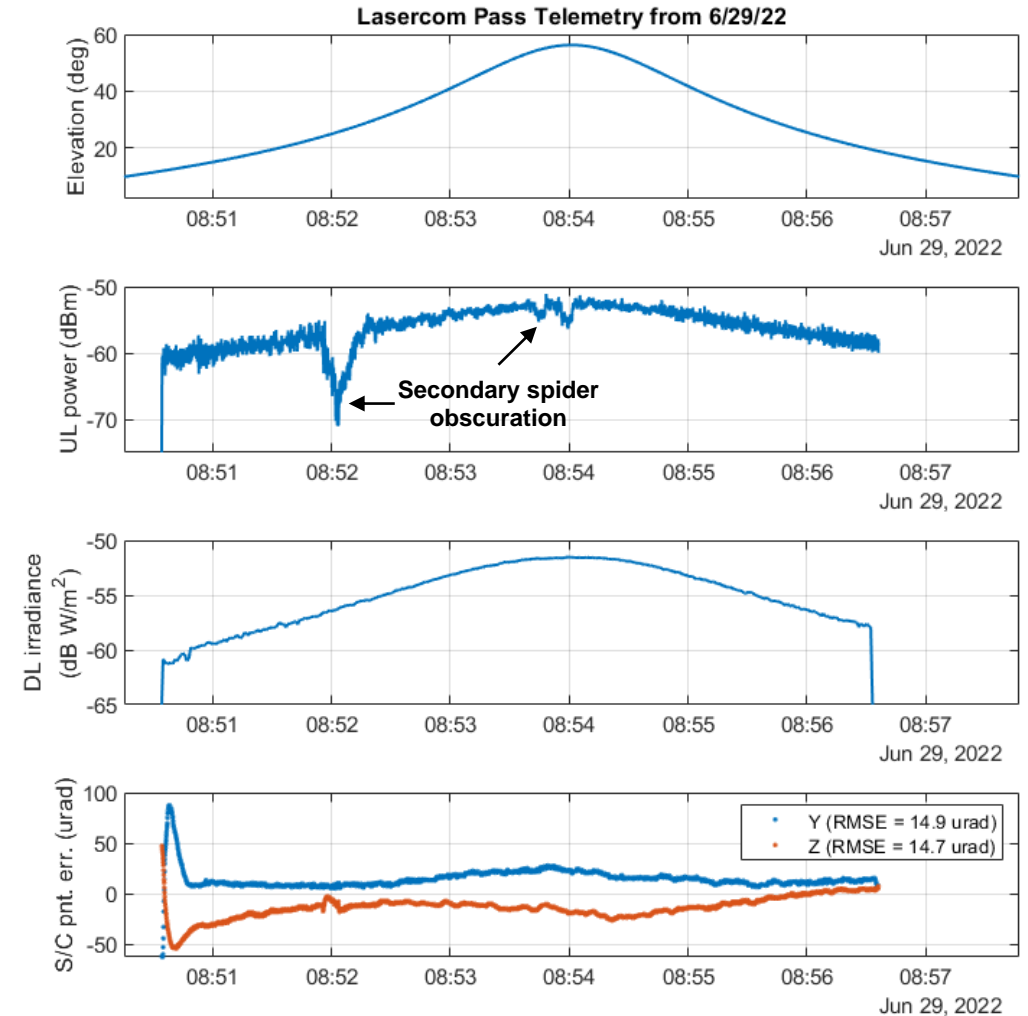 Lasercom Pass Telemetry from 6/29/22
Elevation (deg)
60
40
20
08:51 08:52 08:53 08:54 08:55 08:56 08:57
Jun 29, 2022
UL power (dBm)
-50
-60
-70
Secondary spider
obscuration
08:51 08:52 08:53 08:54 08:55 08:56 08:57
Jun 29, 2022
DL irradiance
(dB W/m²)
-50
-55
-60
-65
08:51 08:52 08:53 08:54 08:55 08:56 08:57
Jun 29, 2022
S/C pnt. err. (urad)
100
50
0
-50
Y (RMSE = 14.9 urad)
Z (RMSE = 14.7 urad)
08:51 08:52 08:53 08:54 08:55 08:56 08:57
Jun 29, 2022